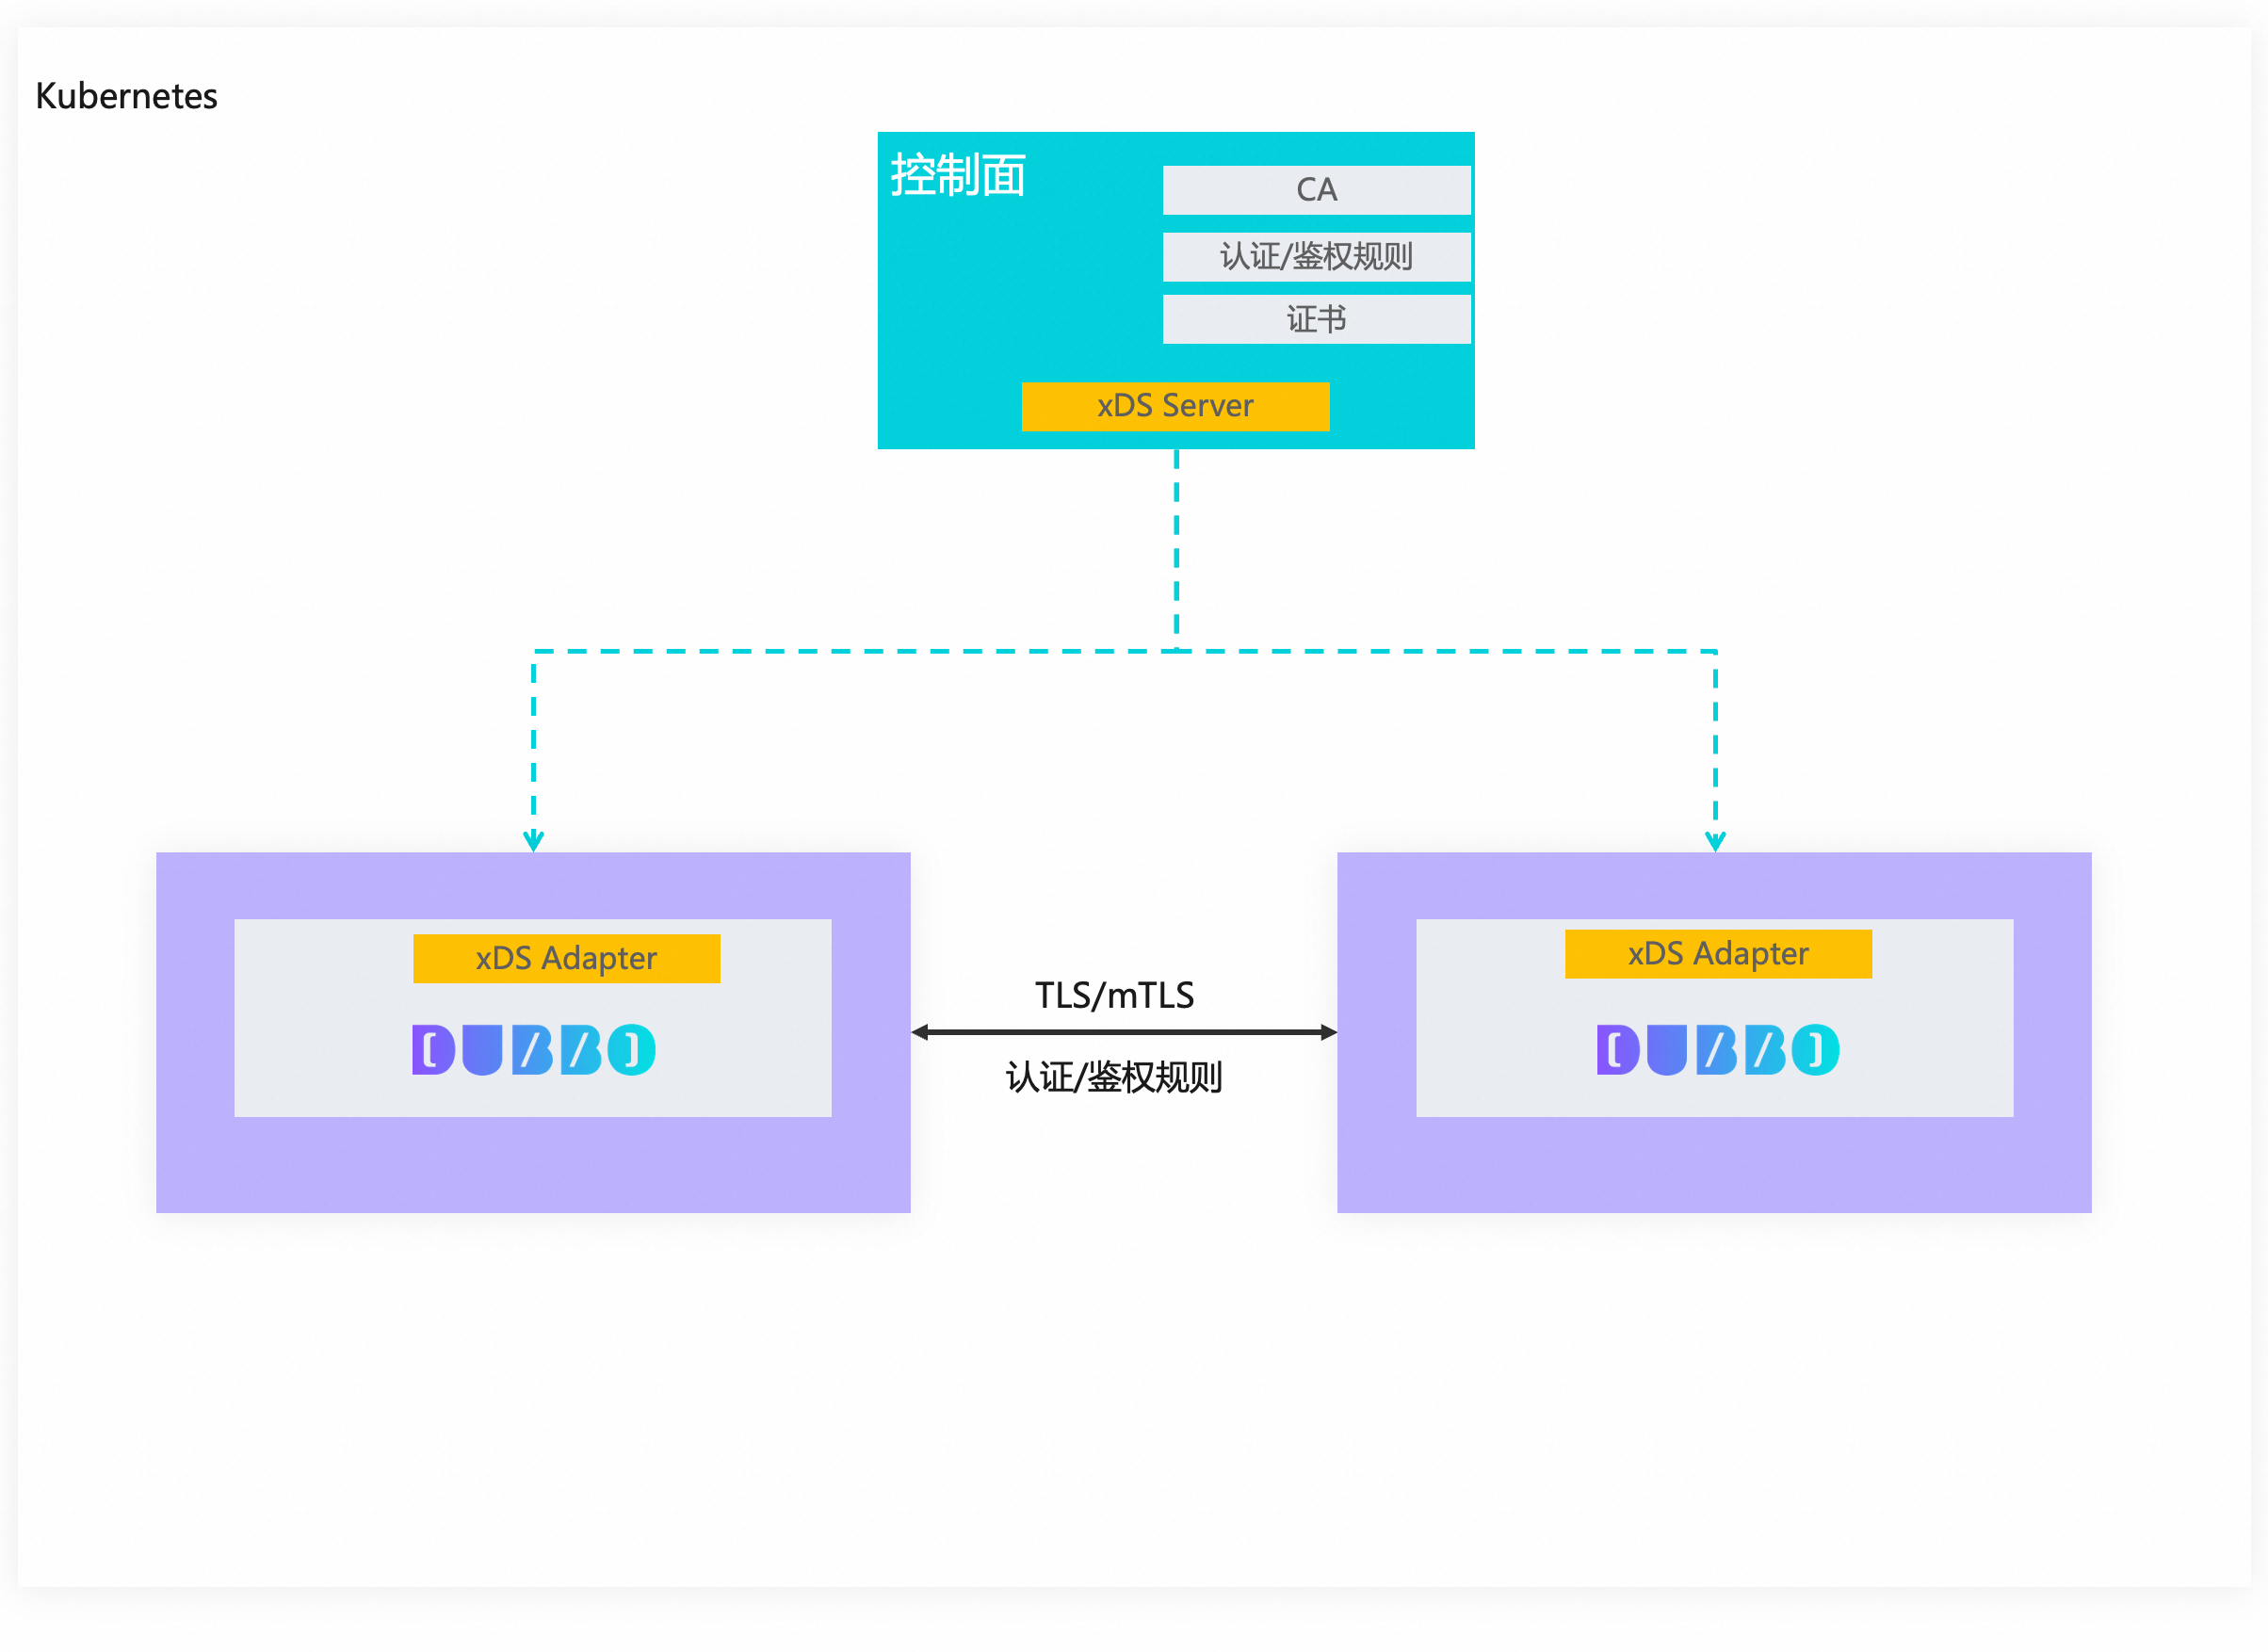 Kubernetes
控制面
CA
认证/鉴权规则
证书
xDS Server
xDS Adapter
DUBBO
TLS/mTLS
认证/鉴权规则
xDS Adapter
DUBBO